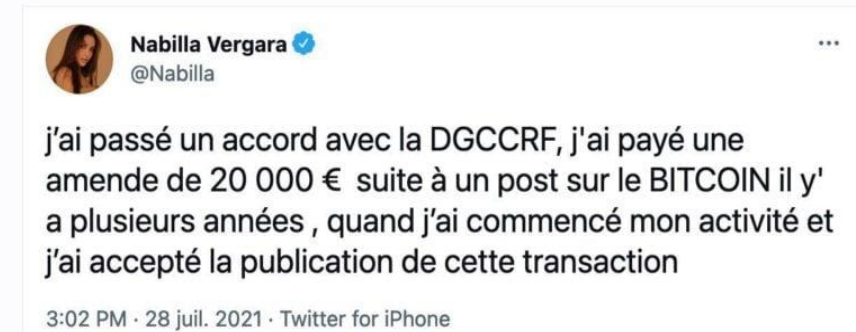 Nabilla Vergara
@Nabilla
j'ai passé un accord avec la DGCCRF, j'ai payé une
amende de 20 000 €  suite à un post sur le BITCOIN il y'
a plusieurs années , quand j'ai commencé mon activité et
j'ai accepté la publication de cette transaction
3:02 PM · 28 juil. 2021 · Twitter for iPhone